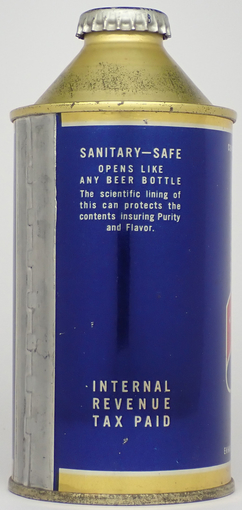 SANITARY—SAFE
OPENS LIKE
ANY BEER BOTTLE
The scientific lining of
this can protects the
contents insuring Purity
and Flavor.
INTERNAL
REVENUE
TAX PAID